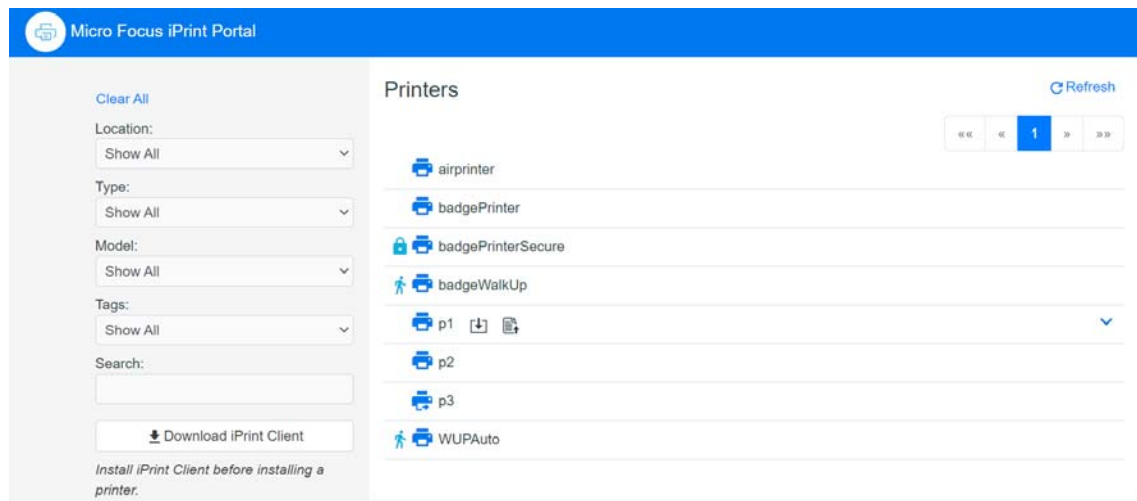 Micro Focus iPrint Portal
Clear All
Location:
Show All
Type:
Show All
Model:
Show All
Tags:
Show All
Search:
Download iPrint Client
Install iPrint Client before installing a
printer.
Printers
Refresh
«« « 1 » »»
airprinter
badgePrinter
badgePrinterSecure
badgeWalkUp
p1
p2
p3
WUPAuto